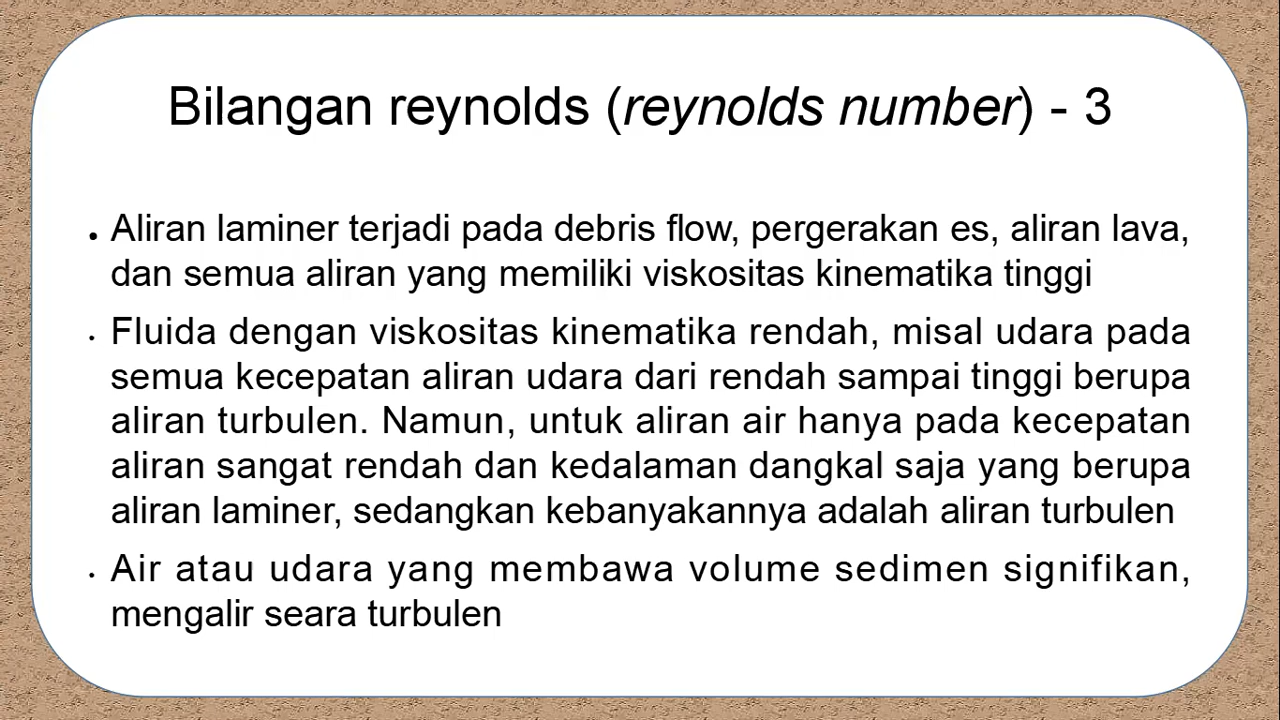 Bilangan reynolds (reynolds number) - 3
• Aliran laminer terjadi pada debris flow, pergerakan es, aliran lava,
dan semua aliran yang memiliki viskositas kinematika tinggi
• Fluida dengan viskositas kinematika rendah, misal udara pada
semua kecepatan aliran udara dari rendah sampai tinggi berupa
aliran turbulen. Namun, untuk aliran air hanya pada kecepatan
aliran sangat rendah dan kedalaman dangkal saja yang berupa
aliran laminer, sedangkan kebanyakannya adalah aliran turbulen
• Air atau udara yang membawa volume sedimen signifikan,
mengalir seara turbulen